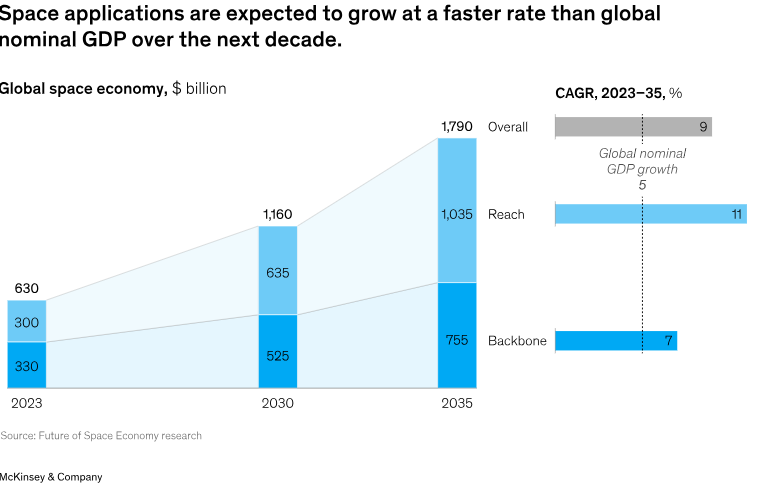 Space applications are expected to grow at a faster rate than global
nominal GDP over the next decade.
Global space economy, $ billion
CAGR, 2023–35, %
1,790
Overall
9
Global nominal
GDP growth
5
1,160
1,035
Reach
11
630
635
300
755
Backbone
7
525
330
2023
2030
2035
Source: Future of Space Economy research
McKinsey & Company